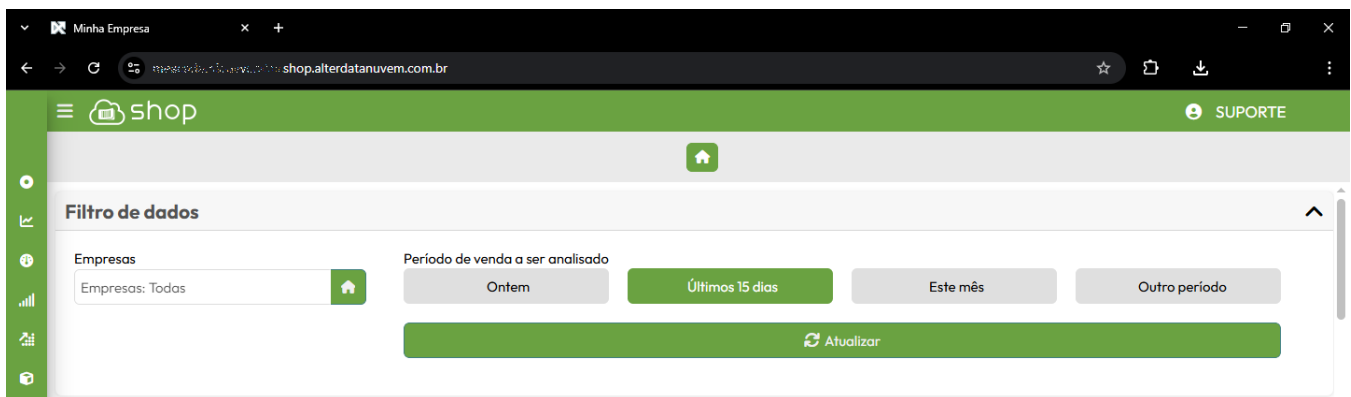 Minha Empresa
shop.alterdatanuvem.com.br
shop
SUPORTE
Filtro de dados
Empresas
Empresas: Todas
Período de venda a ser analisado
Ontem
Últimos 15 dias
Este mês
Outro período
Atualizar